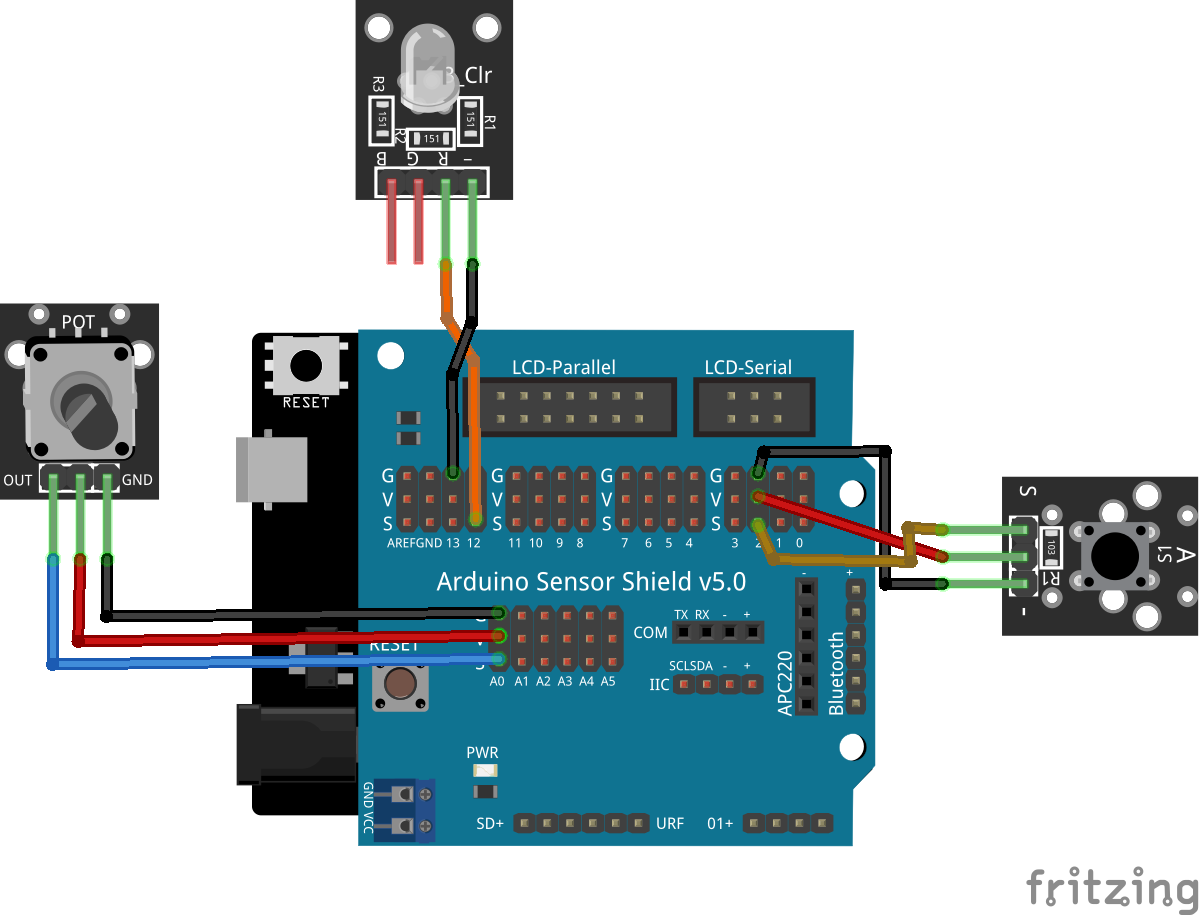 _Clr
R3
R1
R2
151
151
151
B G R -
POT
OUT
GND
RESET
LCD-Parallel
LCD-Serial
G G G G
V V V V
S S S S
AREF GND 13 12 11 10 9 8 7 6 5 4 3 2 1 0
Arduino Sensor Shield v5.0
S
103
R1
A
LS
-
- +
TX RX - +
COM
SCL SDA - +
IIC
APC220
Bluetooth
RESET
S
A0 A1 A2 A3 A4 A5
PWR
GND VCC
SD+
URF
01+
fritzing